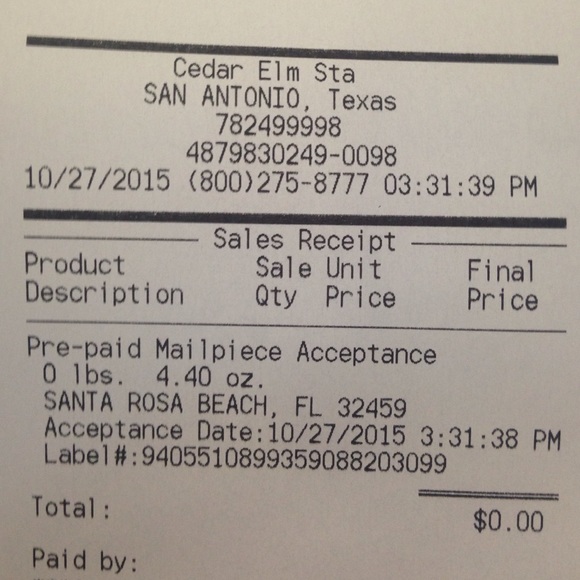 Cedar Elm Sta
SAN ANTONIO, Texas
782499998
4879830249-0098
10/27/2015 (800)275-8777 03:31:39 PM
Sales Receipt
Product Sale Unit Final
Description Qty Price Price
Pre-paid Mailpiece Acceptance
0 lbs. 4.40 oz.
SANTA ROSA BEACH, FL 32459
Acceptance Date:10/27/2015 3:31:38 PM
Label#:9405510899359088203099
Total: $0.00
Paid by: